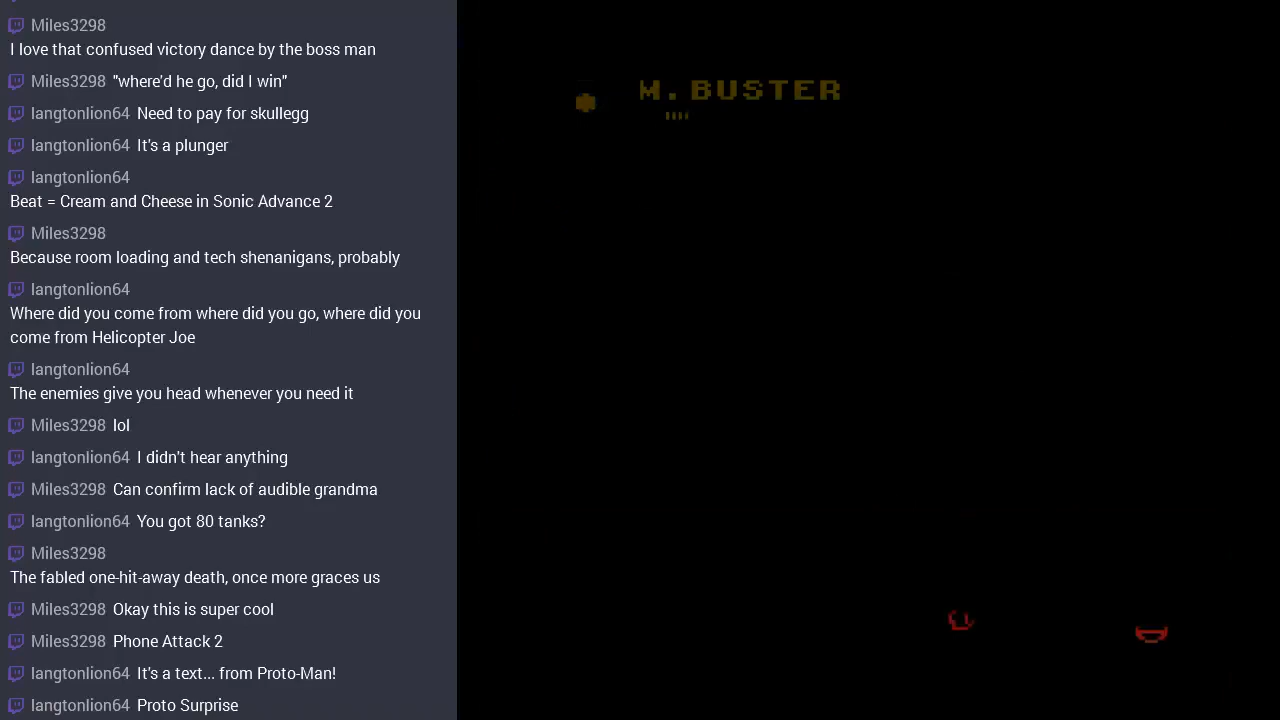 Miles3298
I love that confused victory dance by the boss man
Miles3298 "where'd he go, did I win"
langtonlion64 Need to pay for skullegg
langtonlion64 It's a plunger
langtonlion64
Beat = Cream and Cheese in Sonic Advance 2
Miles3298
Because room loading and tech shenanigans, probably
langtonlion64
Where did you come from where did you go, where did you
come from Helicopter Joe
langtonlion64
The enemies give you head whenever you need it
Miles3298 lol
langtonlion64 I didn't hear anything
Miles3298 Can confirm lack of audible grandma
langtonlion64 You got 80 tanks?
Miles3298
The fabled one-hit-away death, once more graces us
Miles3298 Okay this is super cool
Miles3298 Phone Attack 2
langtonlion64 It's a text... from Proto-Man!
langtonlion64 Proto Surprise
M.BUSTER